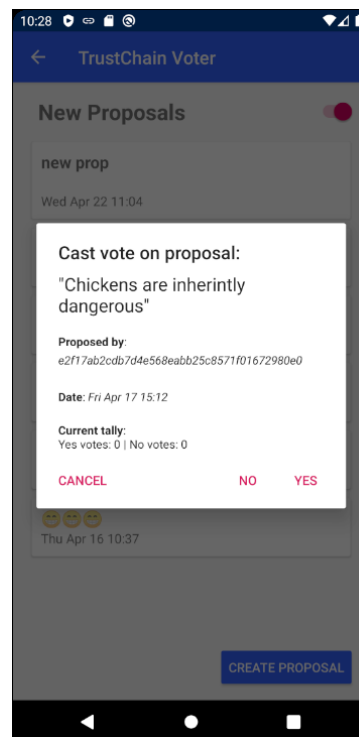 10:28
TrustChain Voter
New Proposals
new prop
Wed Apr 22 11:04
Cast vote on proposal:
"Chickens are inherintly
dangerous"
Proposed by:
e2f17ab2cdb7d4e568eabb25c8571f01672980e0
Date: Fri Apr 17 15:12
Current tally:
Yes votes: 0 | No votes: 0
CANCEL NO YES
😁😁😁
Thu Apr 16 10:37
CREATE PROPOSAL